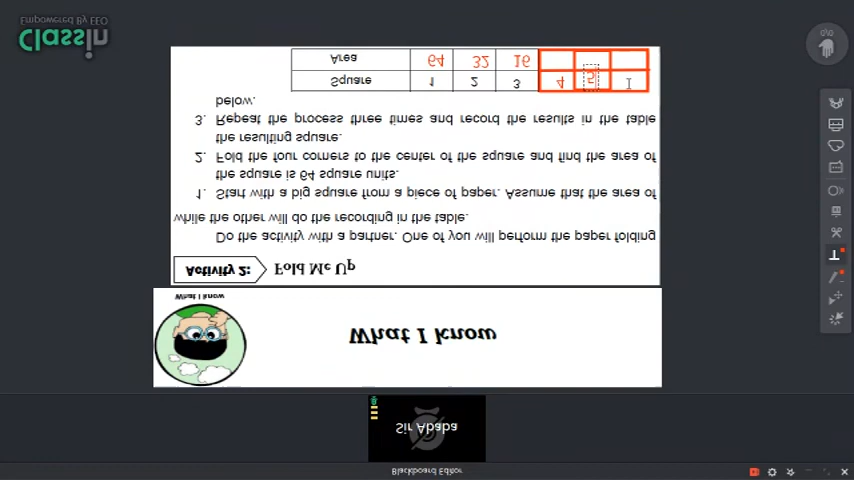 Blackboard Editor
Sir Ababa
What I know
What I know
Activity 2:
Fold Me Up
Do the activity with a partner. One of you will perform the paper folding
while the other will do the recording in the table.
1. Start with a big square from a piece of paper. Assume that the area of
the square is 64 square units.
2. Fold the four corners to the center of the square and find the area of
the resulting square.
3. Repeat the process three times and record the results in the table
below.
Square 1 2 3 4 5
Area 64 32 16
ClassIn
Empowered By EEO
0/0